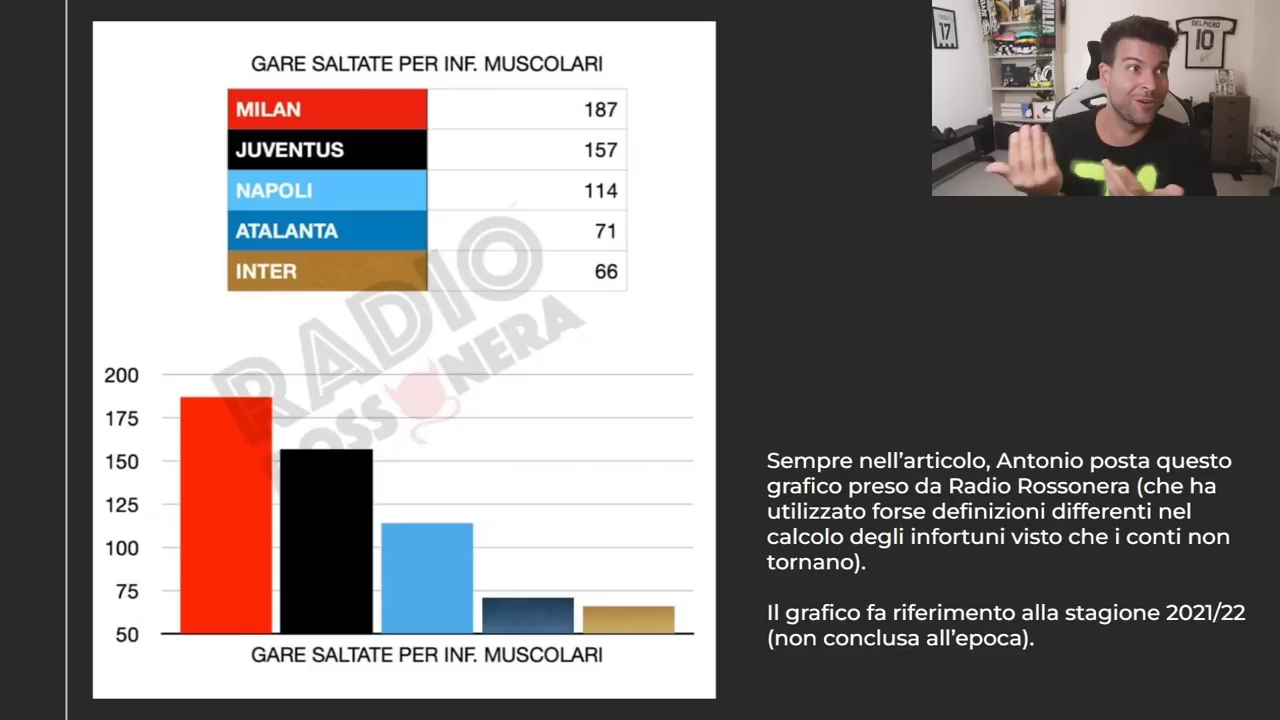 GARE SALTATE PER INF. MUSCOLARI
MILAN 187
JUVENTUS 157
NAPOLI 114
ATALANTA 71
INTER 66
RADIO
ROSSONERA
200
175
150
125
100
75
50
GARE SALTATE PER INF. MUSCOLARI
17
DEL PIERO
10
Sempre nell’articolo, Antonio posta questo
grafico preso da Radio Rossonera (che ha
utilizzato forse definizioni differenti nel
calcolo degli infortuni visto che i conti non
tornano).
Il grafico fa riferimento alla stagione 2021/22
(non conclusa all’epoca).